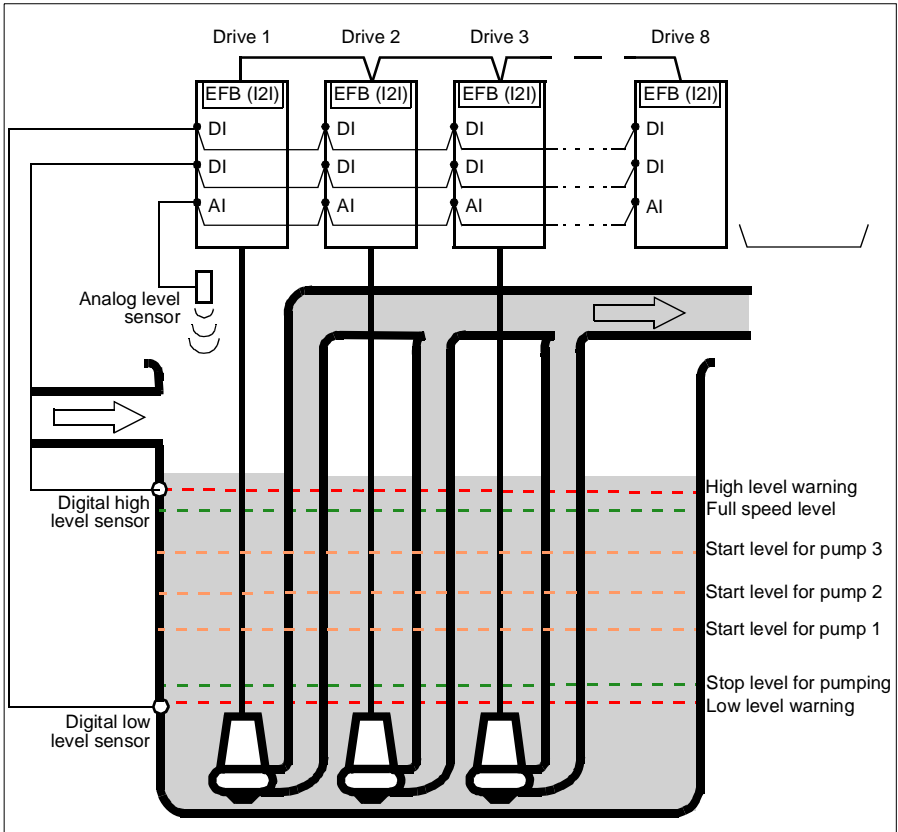 Drive 1
Drive 2
Drive 3
Drive 8
EFB (I2I)
EFB (I2I)
EFB (I2I)
EFB (I2I)
DI
DI
DI
DI
DI
DI
DI
DI
AI
AI
AI
AI
Analog level
sensor
Digital high
level sensor
High level warning
Full speed level
Start level for pump 3
Start level for pump 2
Start level for pump 1
Stop level for pumping
Low level warning
Digital low
level sensor